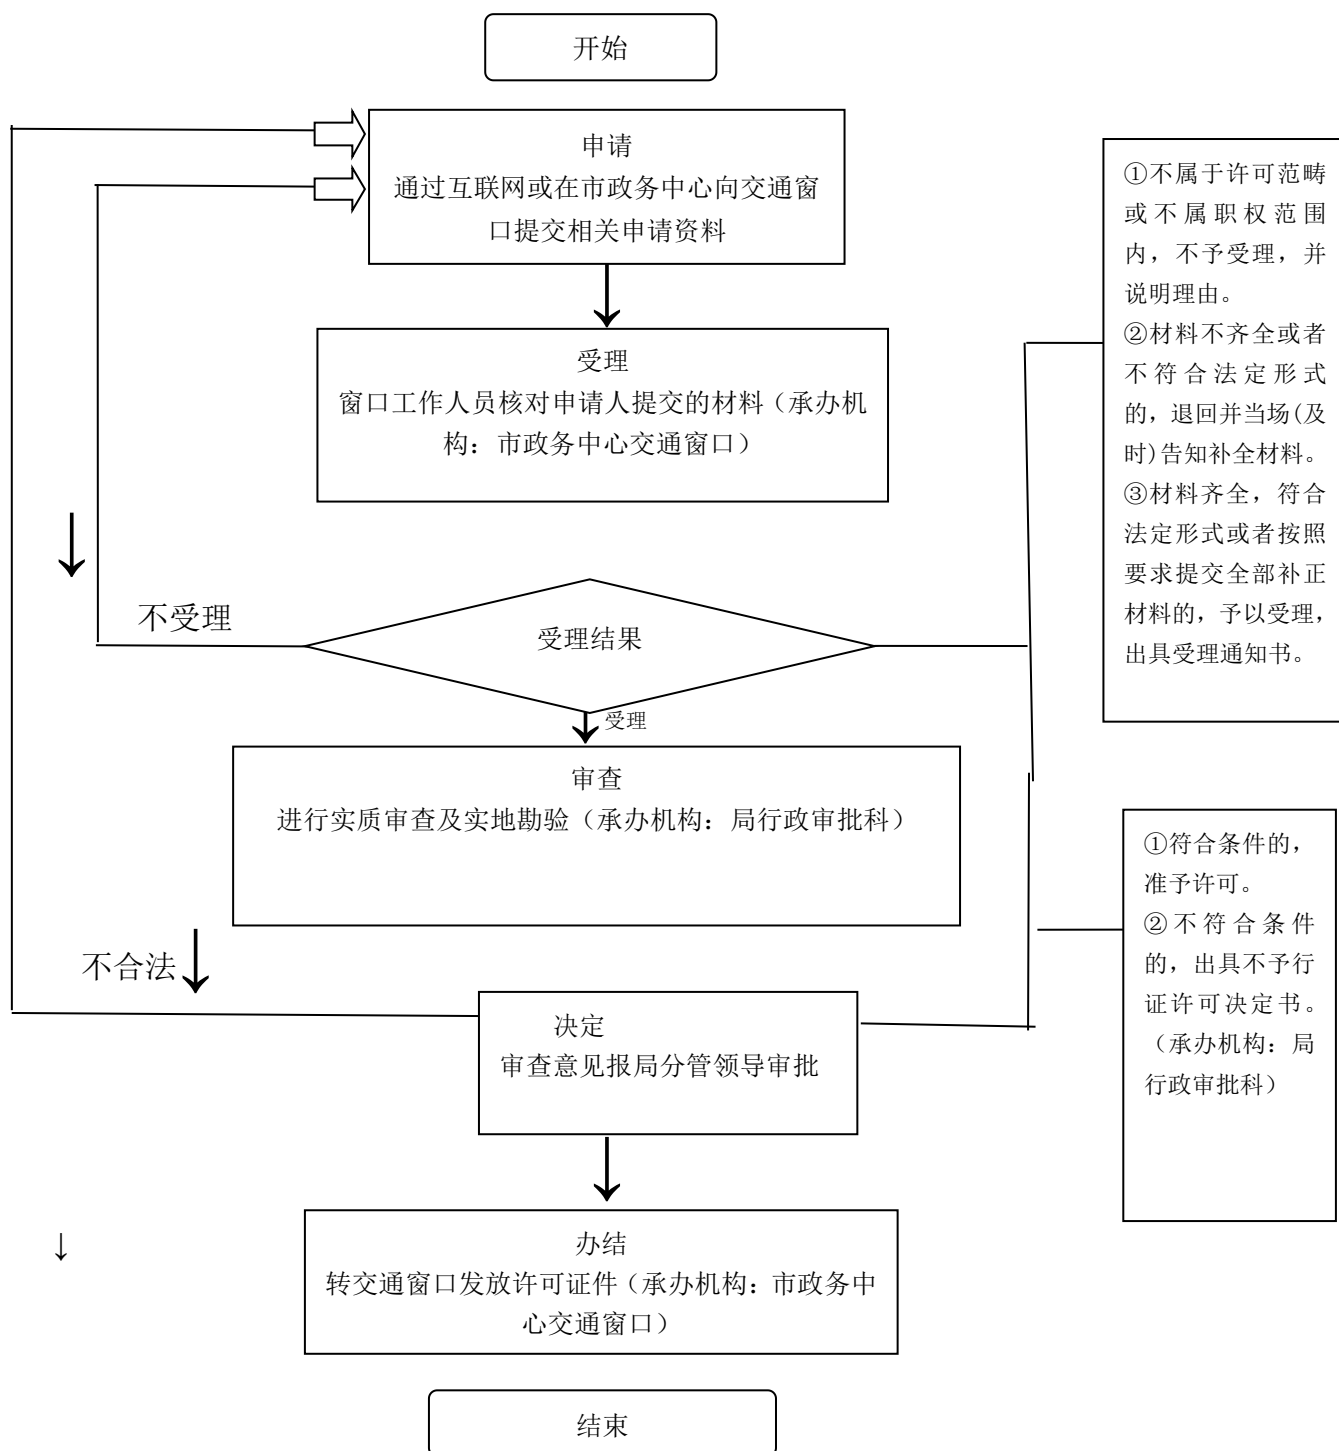 开始
申请
通过互联网或在市政务中心向交通窗
口提交相关申请资料
①不属于许可范畴
或不属职权范围
内，不予受理，并
说明理由。
②材料不齐全或者
不符合法定形式
的，退回并当场(及
时)告知补全材料。
③材料齐全，符合
法定形式或者按照
要求提交全部补正
材料的，予以受理，
出具受理通知书。
受理
窗口工作人员核对申请人提交的材料（承办机
构：市政务中心交通窗口）
不受理
受理结果
受理
审查
进行实质审查及实地勘验（承办机构：局行政审批科）
①符合条件的，
准予许可。
②不符合条件
的，出具不予行
证许可决定书。
（承办机构：局
行政审批科）
不合法
决定
审查意见报局分管领导审批
办结
转交通窗口发放许可证件（承办机构：市政务中
心交通窗口）
结束